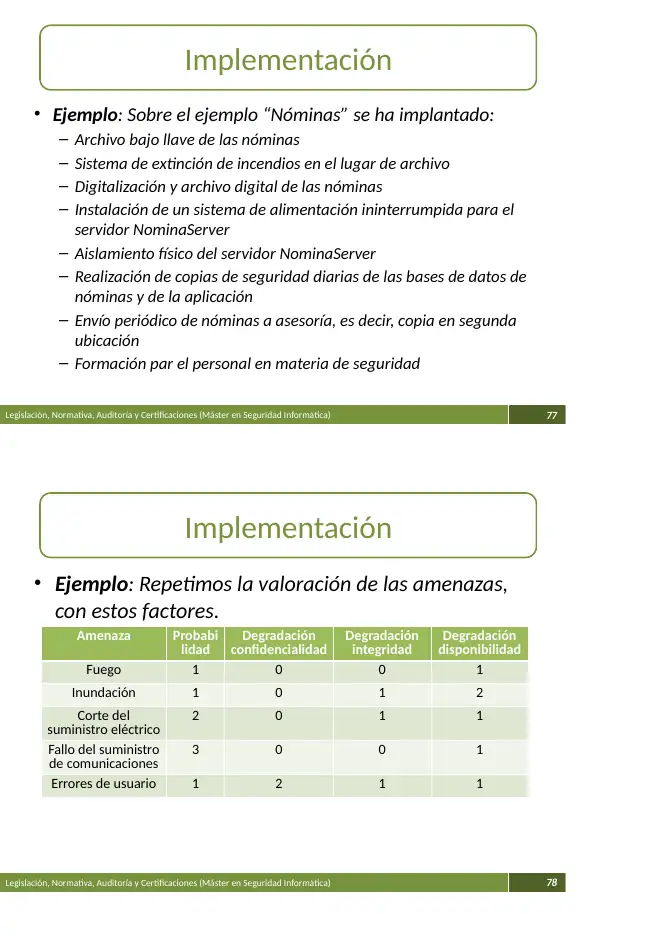 Implementación
• Ejemplo: Sobre el ejemplo “Nóminas” se ha implantado:
– Archivo bajo llave de las nóminas
– Sistema de extinción de incendios en el lugar de archivo
– Digitalización y archivo digital de las nóminas
– Instalación de un sistema de alimentación ininterrumpida para el
servidor NominaServer
– Aislamiento físico del servidor NominaServer
– Realización de copias de seguridad diarias de las bases de datos de
nóminas y de la aplicación
– Envío periódico de nóminas a asesoría, es decir, copia en segunda
ubicación
– Formación par el personal en materia de seguridad
Legislación, Normativa, Auditoría y Certificaciones (Máster en Seguridad Informática) 77
Implementación
• Ejemplo: Repetimos la valoración de las amenazas,
con estos factores.
Amenaza Probabi Degradación Degradación Degradación
lidad confidencialidad integridad disponibilidad
Fuego 1 0 0 1
Inundación 1 0 1 2
Corte del 2 0 1 1
suministro eléctrico
Fallo del suministro 3 0 0 1
de comunicaciones
Errores de usuario 1 2 1 1
Legislación, Normativa, Auditoría y Certificaciones (Máster en Seguridad Informática) 78